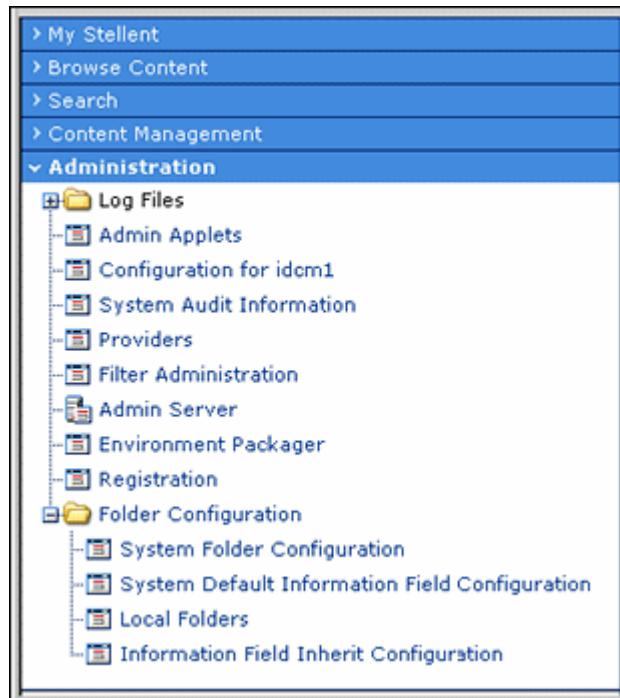 My Stellent
Browse Content
Search
Content Management
Administration
Log Files
Admin Applets
Configuration for idcm1
System Audit Information
Providers
Filter Administration
Admin Server
Environment Packager
Registration
Folder Configuration
System Folder Configuration
System Default Information Field Configuration
Local Folders
Information Field Inherit Configuration